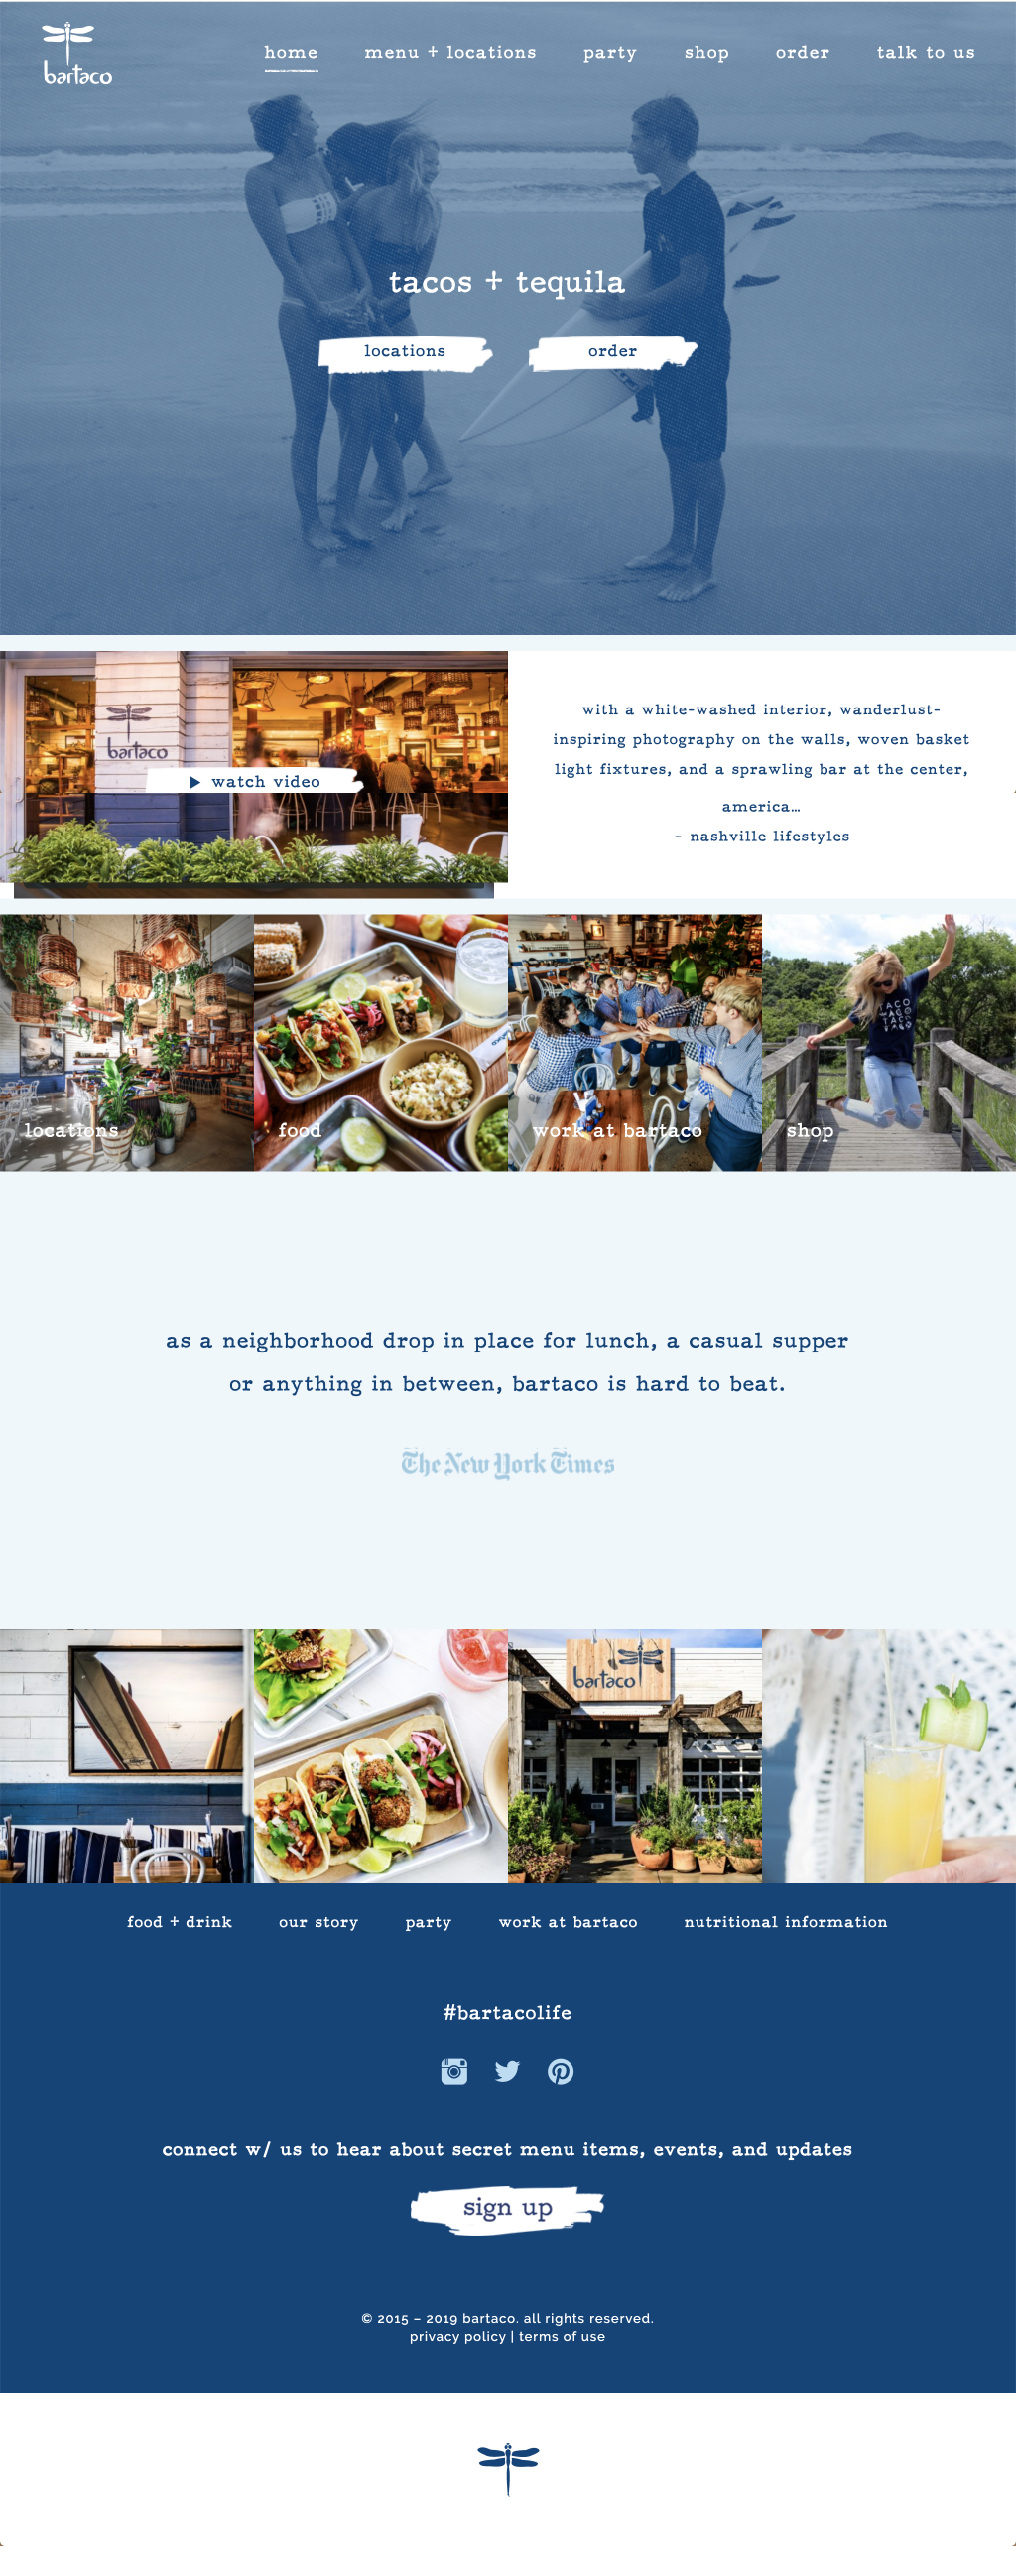 bartaco
home menu + locations party shop order talk to us
tacos + tequila
locations order
bartaco
▶ watch video
with a white-washed interior, wanderlust-
inspiring photography on the walls, woven basket
light fixtures, and a sprawling bar at the center,
america…
- nashville lifestyles
TACO
TACO
locations food work at bartaco shop
as a neighborhood drop in place for lunch, a casual supper
or anything in between, bartaco is hard to beat.
The New York Times
bartaco
food + drink our story party work at bartaco nutritional information
#bartacolife
connect w/ us to hear about secret menu items, events, and updates
sign up
© 2015 – 2019 bartaco. all rights reserved.
privacy policy | terms of use